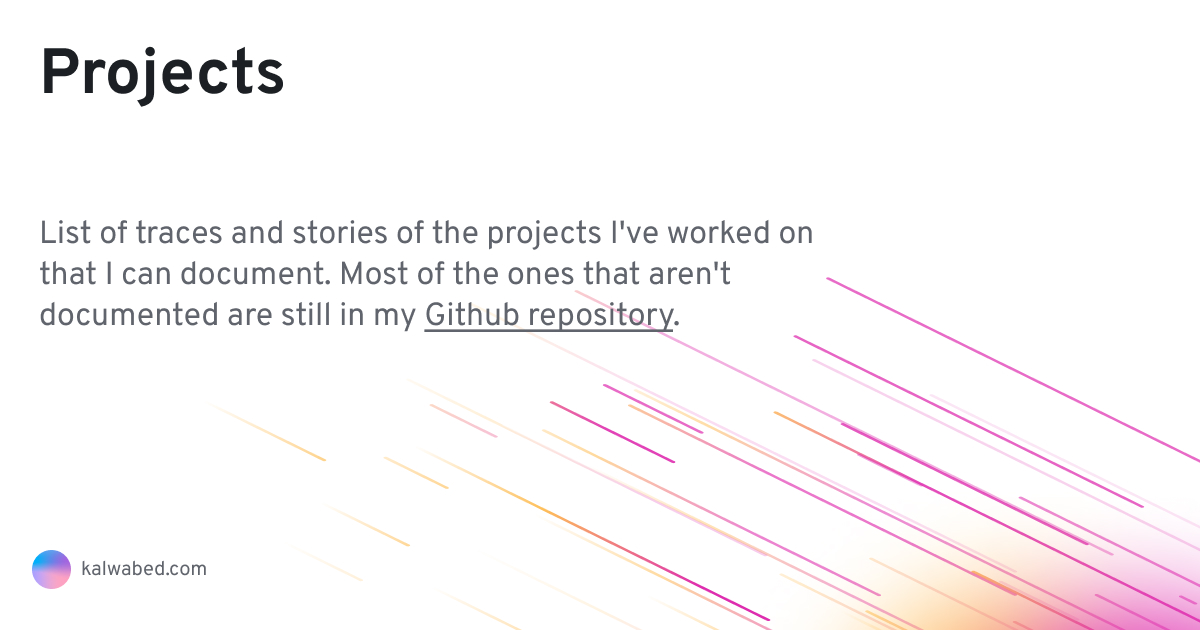 Projects
List of traces and stories of the projects I've worked on
that I can document. Most of the ones that aren't
documented are still in my Github repository.
kalwabed.com